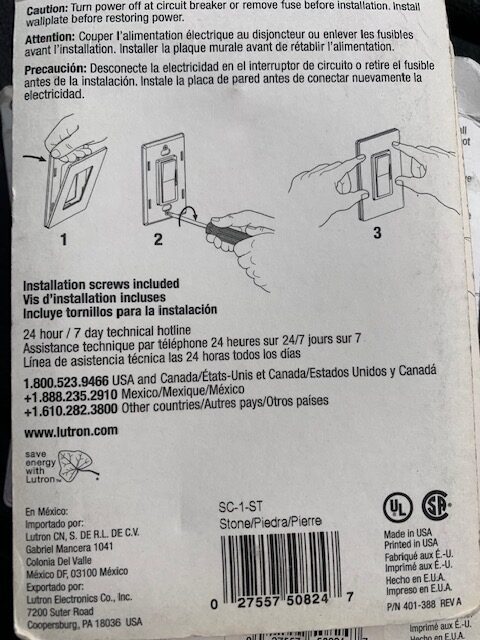 Caution: Turn power off at circuit breaker or remove fuse before installation. Install
wallplate before restoring power.
Attention: Couper l'alimentation électrique au disjoncteur ou enlever les fusibles
avant l'installation. Installer la plaque murale avant de rétablir l'alimentation.
Precaución: Desconecte la electricidad en el interruptor de circuito o retire el fusible
antes de la instalación. Instale la placa de pared antes de conectar nuevamente la
electricidad.
1
2
3
Installation screws included
Vis d'installation incluses
Incluye tornillos para la instalación
24 hour / 7 day technical hotline
Assistance technique par téléphone 24 heures sur 24/7 jours sur 7
Línea de asistencia técnica las 24 horas todos los días
1.800.523.9466 USA and Canada/États-Unis et Canada/Estados Unidos y Canadá
+1.888.235.2910 Mexico/Mexique/México
+1.610.282.3800 Other countries/Autres pays/Otros países
www.lutron.com
save
energy
with
Lutron™
En México:
Importado por:
Lutron CN, S. DE R.L. DE C.V.
Gabriel Mancera 1041
Colonia Del Valle
México DF, 03100 México
Exportado por:
Lutron Electronics Co., Inc.
7200 Suter Road
Coopersburg, PA 18036 USA
SC-1-ST
Stone/Piedra/Pierre
0 27557 50824 7
UL
SA
Made in USA
Printed in USA
Fabriqué aux É.-U.
Imprimé aux É.-U.
Hecho en E.U.A.
Impreso en E.U.A.
P/N 401-388 REV A
Imprimé aux É.-U.
Hecho en E.U.A.